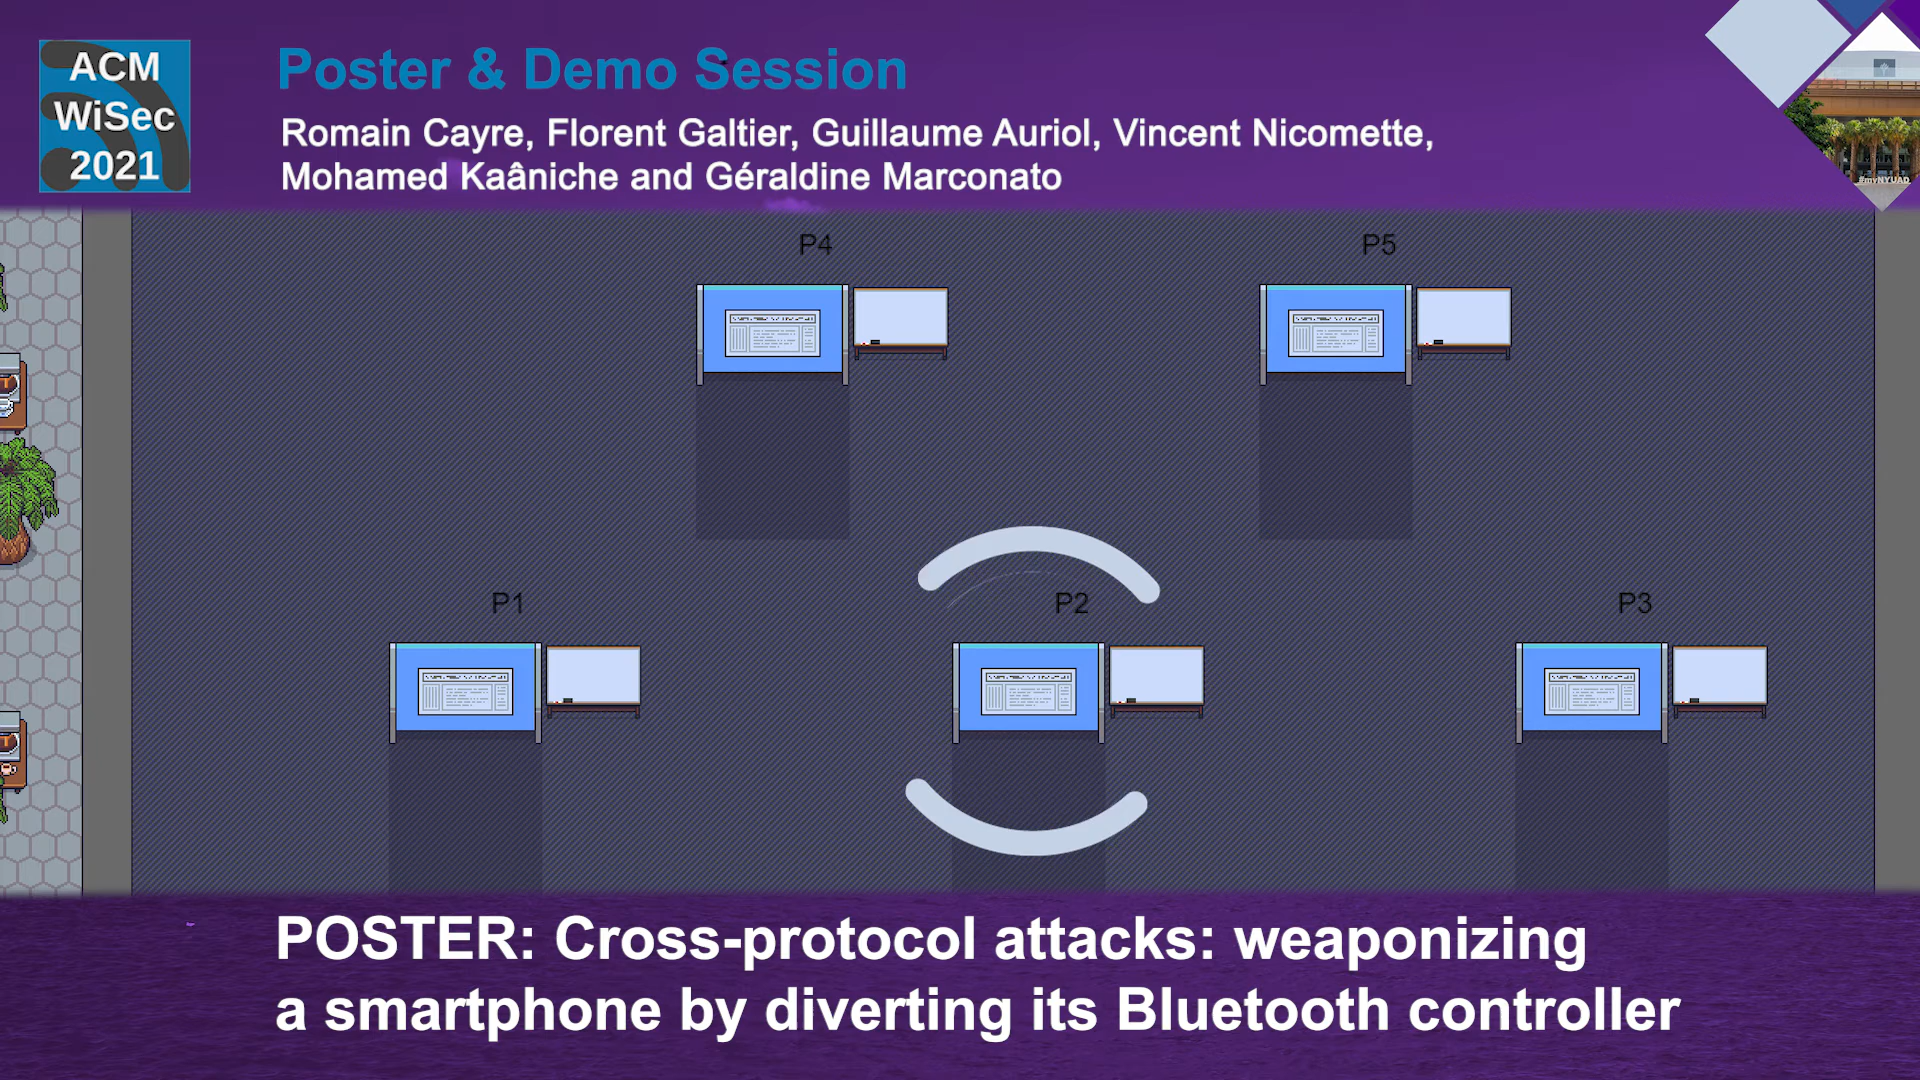 ACM
WiSec
2021
Poster & Demo Session
Romain Cayre, Florent Galtier, Guillaume Auriol, Vincent Nicomette,
Mohamed Kaâniche and Géraldine Marconato
#myNYUAD
P4
P5
P1
P2
P3
POSTER: Cross-protocol attacks: weaponizing
a smartphone by diverting its Bluetooth controller